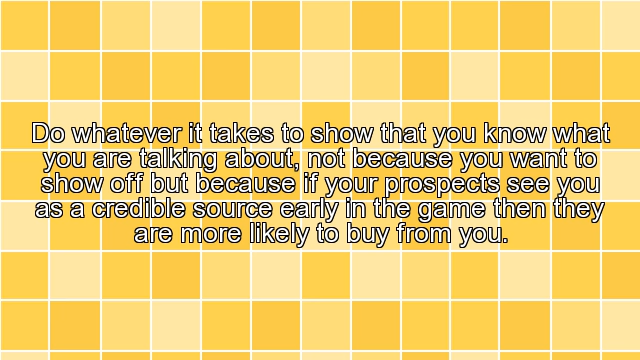 Do whatever it takes to show that you know what
you are talking about, not because you want to
show off but because if your prospects see you
as a credible source early in the game then they
are more likely to buy from you.